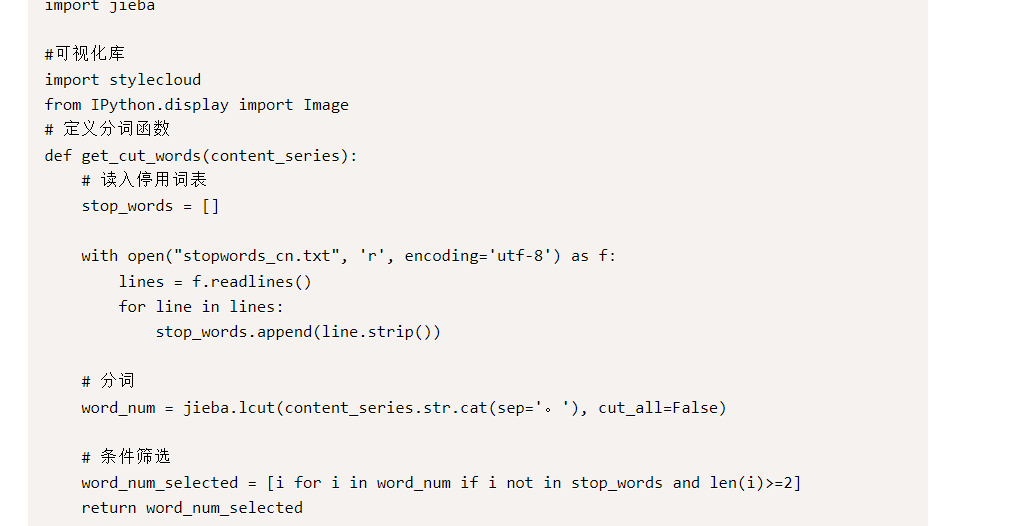 import jieba
#可视化库
import stylecloud
from IPython.display import Image
# 定义分词函数
def get_cut_words(content_series):
    # 读入停用词表
    stop_words = []
    with open("stopwords_cn.txt", 'r', encoding='utf-8') as f:
        lines = f.readlines()
        for line in lines:
            stop_words.append(line.strip())
    # 分词
    word_num = jieba.lcut(content_series.str.cat(sep='。'), cut_all=False)
    # 条件筛选
    word_num_selected = [i for i in word_num if i not in stop_words and len(i)>=2]
    return word_num_selected